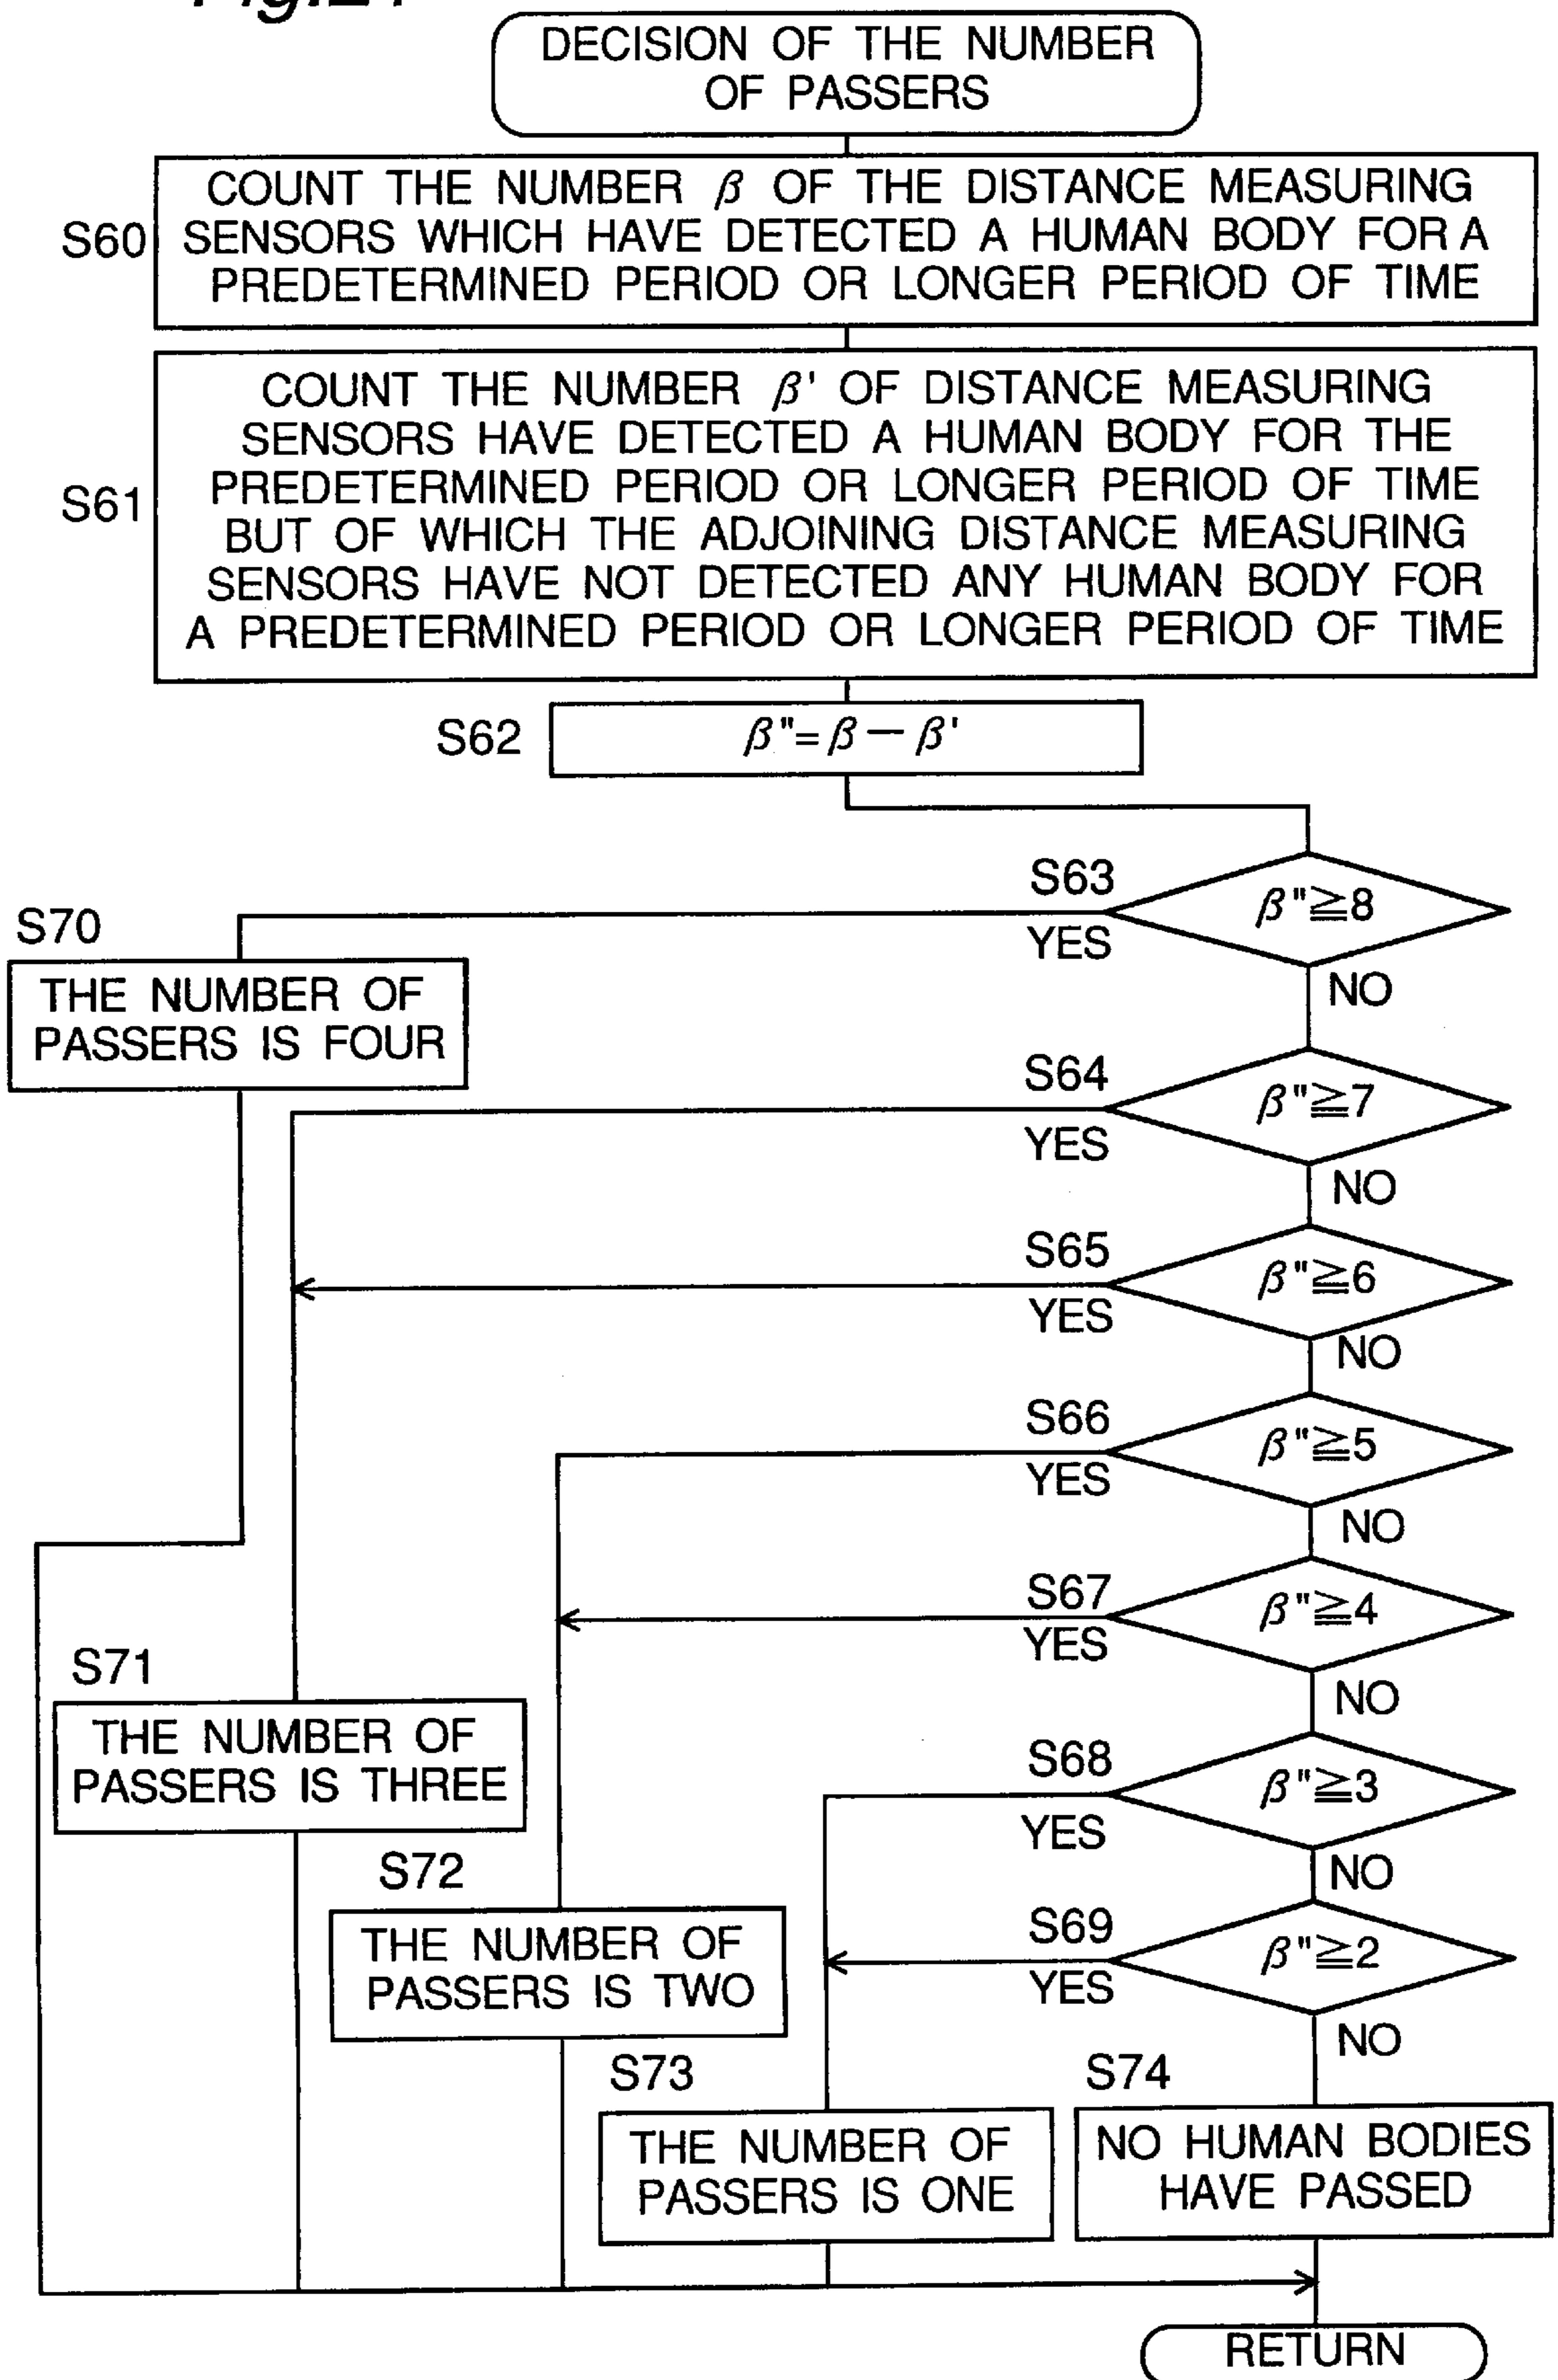 DECISION OF THE NUMBER
OF PASSERS
S60
COUNT THE NUMBER β OF THE DISTANCE MEASURING
SENSORS WHICH HAVE DETECTED A HUMAN BODY FOR A
PREDETERMINED PERIOD OR LONGER PERIOD OF TIME
S61
COUNT THE NUMBER β' OF DISTANCE MEASURING
SENSORS HAVE DETECTED A HUMAN BODY FOR THE
PREDETERMINED PERIOD OR LONGER PERIOD OF TIME
BUT OF WHICH THE ADJOINING DISTANCE MEASURING
SENSORS HAVE NOT DETECTED ANY HUMAN BODY FOR
A PREDETERMINED PERIOD OR LONGER PERIOD OF TIME
S62
β"=β－β'
S63
β"≧8
YES
NO
S70
THE NUMBER OF
PASSERS IS FOUR
S64
β"≧7
YES
NO
S65
β"≧6
YES
NO
S66
β"≧5
YES
NO
S67
β"≧4
YES
NO
S71
THE NUMBER OF
PASSERS IS THREE
S68
β"≧3
YES
NO
S72
THE NUMBER OF
PASSERS IS TWO
S69
β"≧2
YES
NO
S73
THE NUMBER OF
PASSERS IS ONE
S74
NO HUMAN BODIES
HAVE PASSED
RETURN